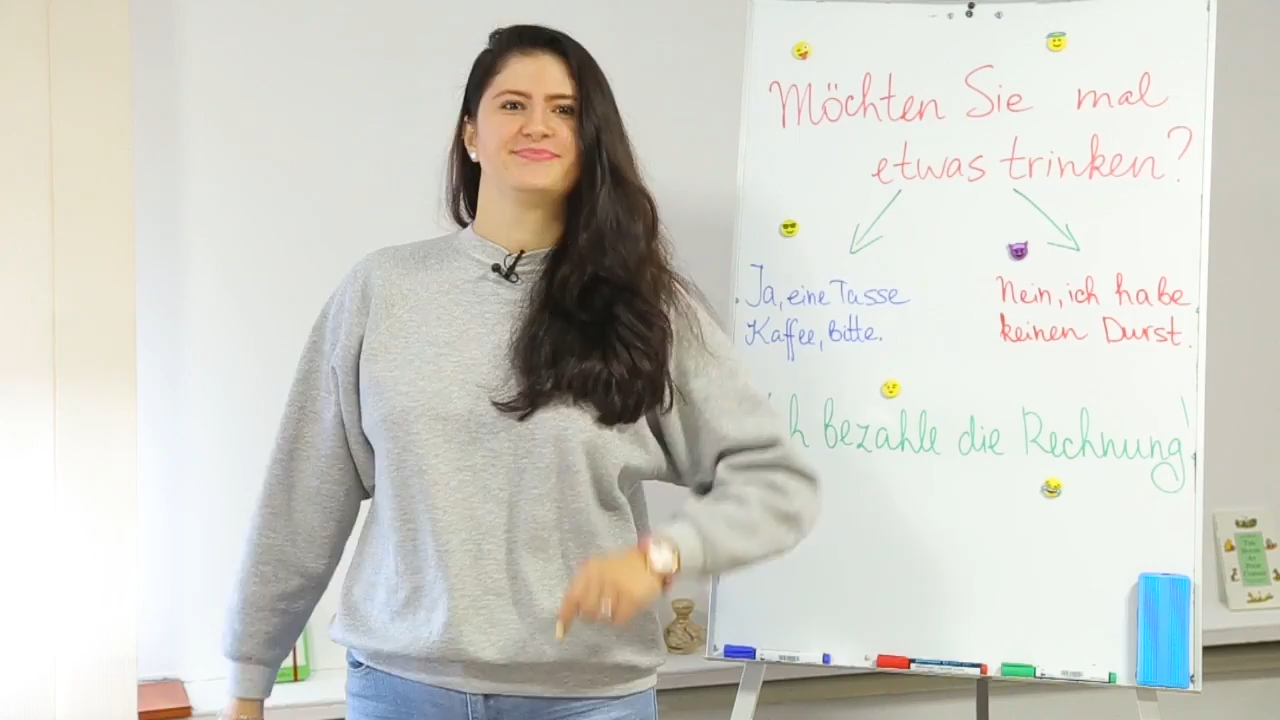 Möchten Sie mal
etwas trinken?
Ja, eine Tasse
Kaffee, bitte.
Nein, ich habe
keinen Durst.
bezahle die Rechnung!